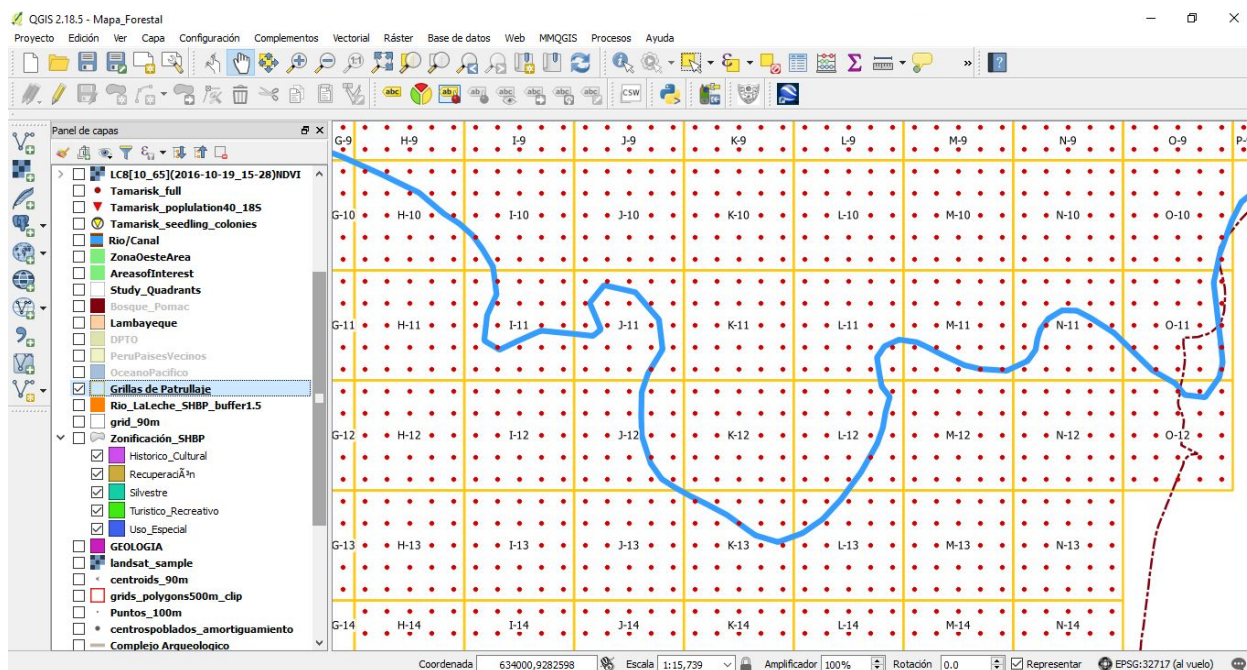 QGIS 2.18.5 - Mapa_Forestal
Proyecto Edición Ver Capa Configuración Complementos Vectorial Ráster Base de datos Web MMQGIS Procesos Ayuda
Panel de capas
LC8[10_65](2016-10-19_15-28)NDVI
Tamarisk_full
Tamarisk_poplulation40_185
Tamarisk_seedling_colonies
Rio/Canal
ZonaOesteArea
AreasofInterest
Study_Quadrants
Bosque_Pomac
Lambayeque
DPTO
PeruPaisesVecinos
OceanoPacifico
Grillas de Patrullaje
Rio_LaLeche_SHBP_buffer1.5
grid_90m
Zonificación_SHBP
Historico_Cultural
RecuperaciÃ³n
Silvestre
Turistico_Recreativo
Uso_Especial
GEOLOGIA
landsat_sample
centroids_90m
grids_polygons500m_clip
Puntos_100m
centrospoblados_amortiguamiento
Complejo Arqueologico
G-9 H-9 I-9 J-9 K-9 L-9 M-9 N-9 O-9 P-
G-10 H-10 I-10 J-10 K-10 L-10 M-10 N-10 O-10
G-11 H-11 I-11 J-11 K-11 L-11 M-11 N-11 O-11
G-12 H-12 I-12 J-12 K-12 L-12 M-12 N-12 O-12
G-13 H-13 I-13 J-13 K-13 L-13 M-13 N-13
G-14 H-14 I-14 J-14 K-14 L-14 M-14 N-14
Coordenada 634000,9282598 Escala 1:15,739 Amplificador 100% Rotación 0.0 Representar EPSG:32717 (al vuelo)